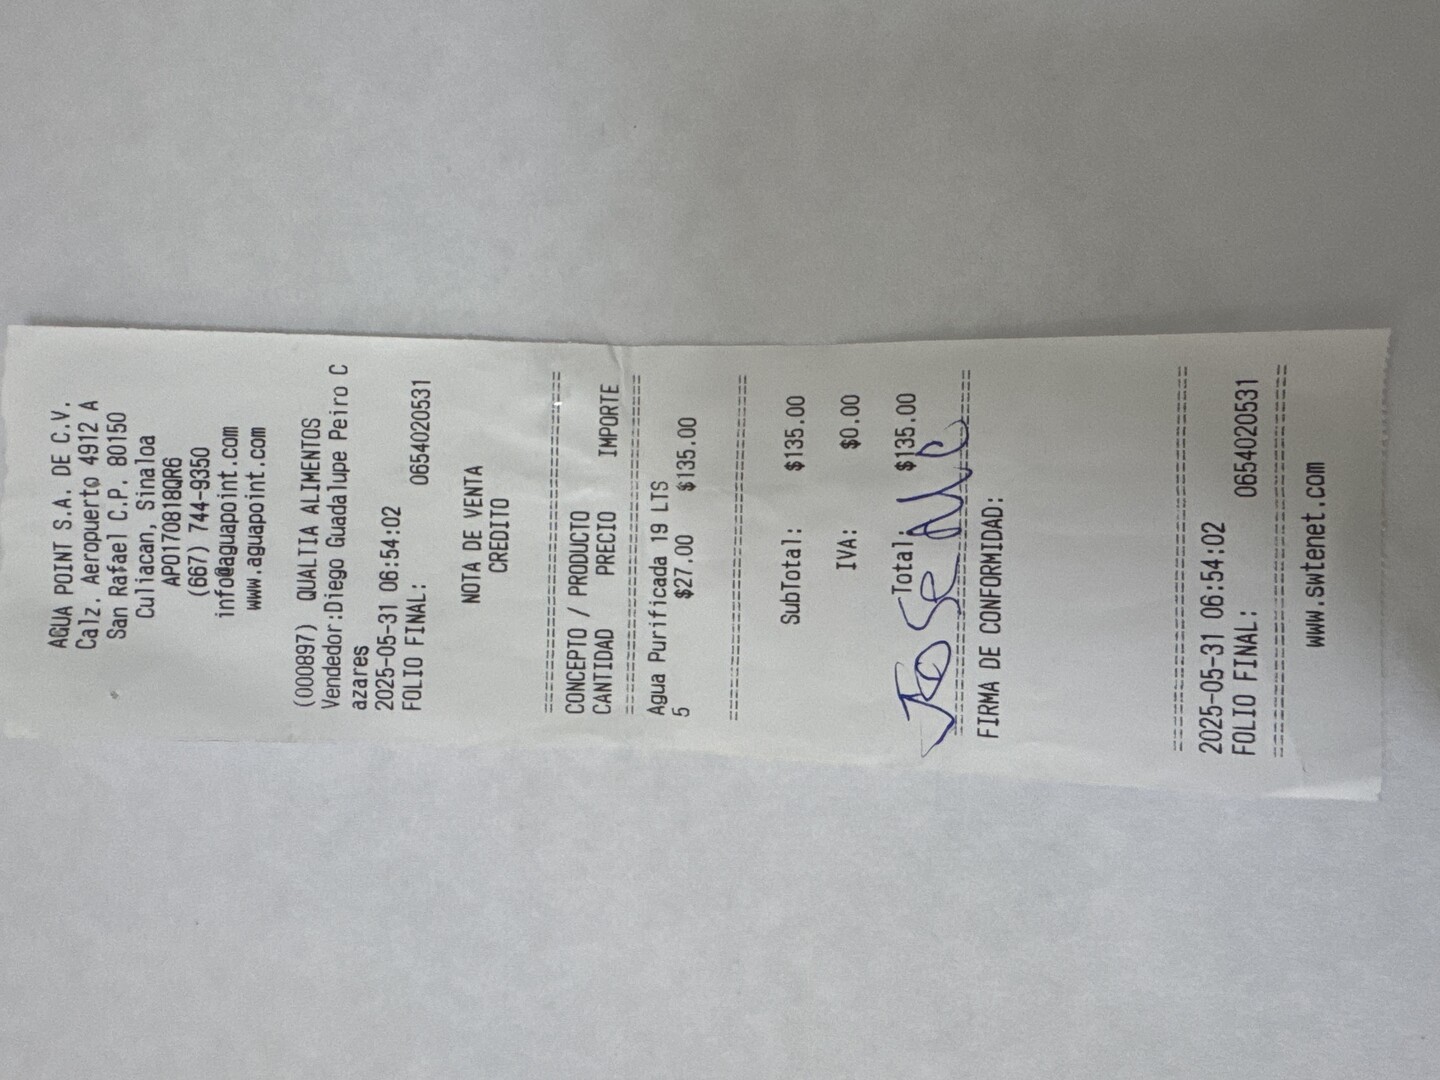 AGUA POINT S.A. DE C.V.
Calz. Aeropuerto 4912 A
San Rafael C.P. 80150
Culiacan, Sinaloa
APO170818QR6
(667) 744-9350
info@aguapoint.com
www.aguapoint.com
(000897) QUALTIA ALIMENTOS
Vendedor:Diego Guadalupe Peiro C
azares
2025-05-31 06:54:02
FOLIO FINAL: 0654020531
NOTA DE VENTA
CREDITO
CONCEPTO / PRODUCTO
CANTIDAD PRECIO IMPORTE
Agua Purificada 19 LTS
5 $27.00 $135.00
SubTotal: $135.00
IVA: $0.00
Total: $135.00
Jose
FIRMA DE CONFORMIDAD:
2025-05-31 06:54:02
FOLIO FINAL: 0654020531
www.swtenet.com